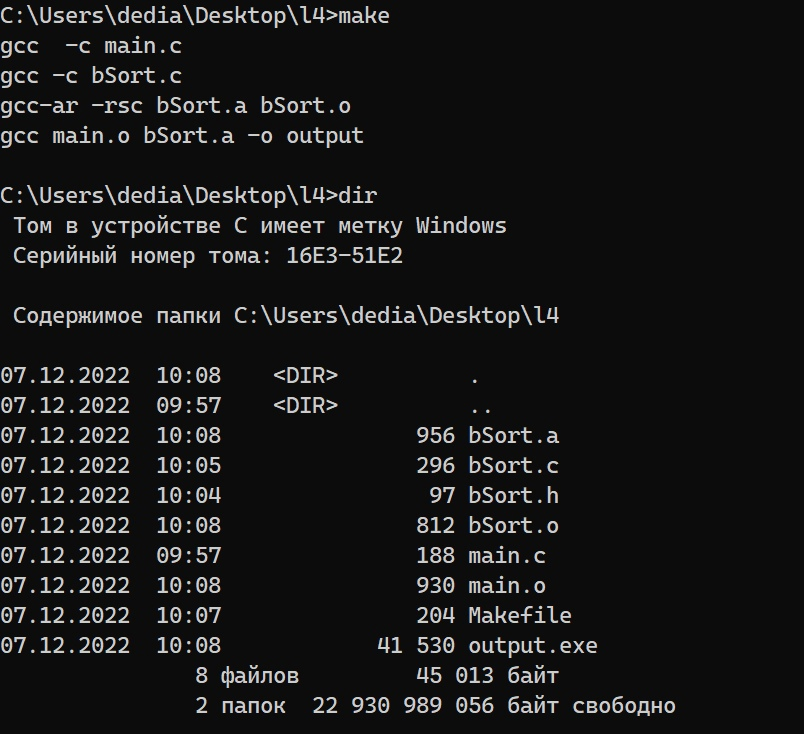 C:\Users\dedia\Desktop\l4>make
gcc  -c main.c
gcc -c bSort.c
gcc-ar -rsc bSort.a bSort.o
gcc main.o bSort.a -o output
C:\Users\dedia\Desktop\l4>dir
Том в устройстве C имеет метку Windows
Серийный номер тома: 16E3-51E2
Содержимое папки C:\Users\dedia\Desktop\l4
07.12.2022  10:08    <DIR>          .
07.12.2022  09:57    <DIR>          ..
07.12.2022  10:08               956 bSort.a
07.12.2022  10:05               296 bSort.c
07.12.2022  10:04                97 bSort.h
07.12.2022  10:08               812 bSort.o
07.12.2022  09:57               188 main.c
07.12.2022  10:08               930 main.o
07.12.2022  10:07               204 Makefile
07.12.2022  10:08            41 530 output.exe
8 файлов         45 013 байт
2 папок  22 930 989 056 байт свободно